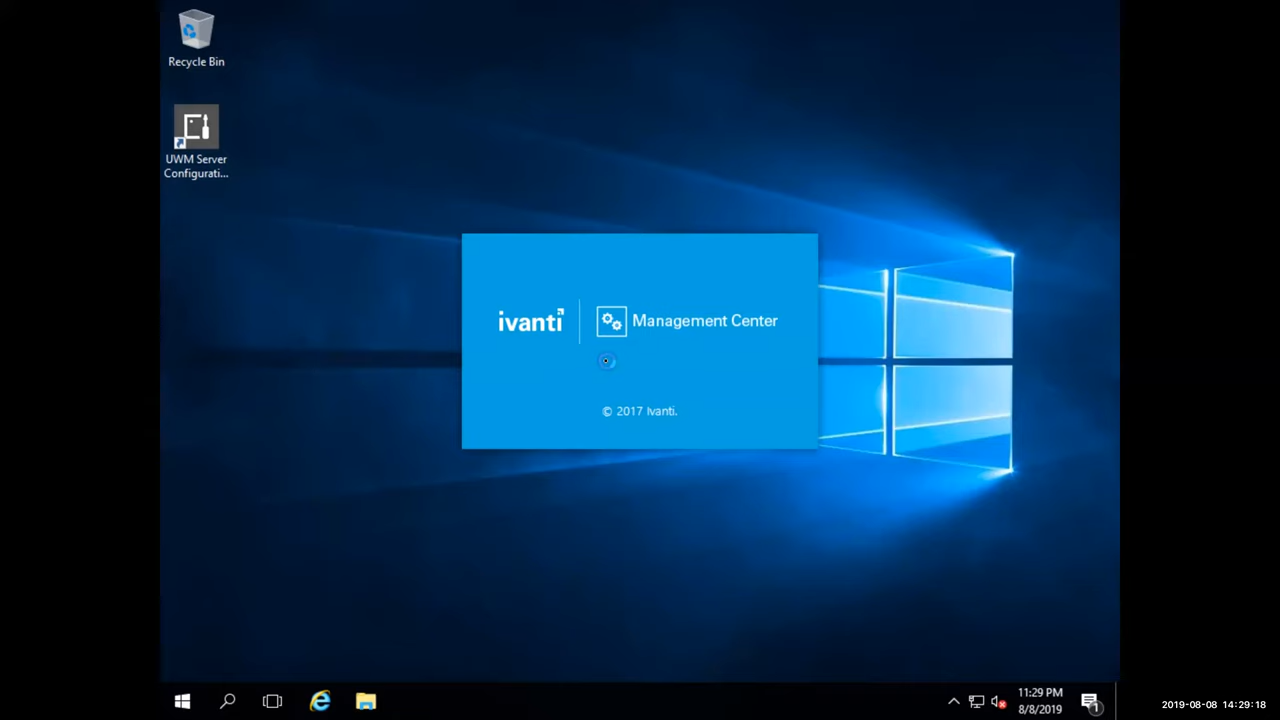 Recycle Bin
UWM Server
Configurati...
ivanti
Management Center
© 2017 Ivanti.
11:29 PM
8/8/2019
1
2019-08-08 14:29:18